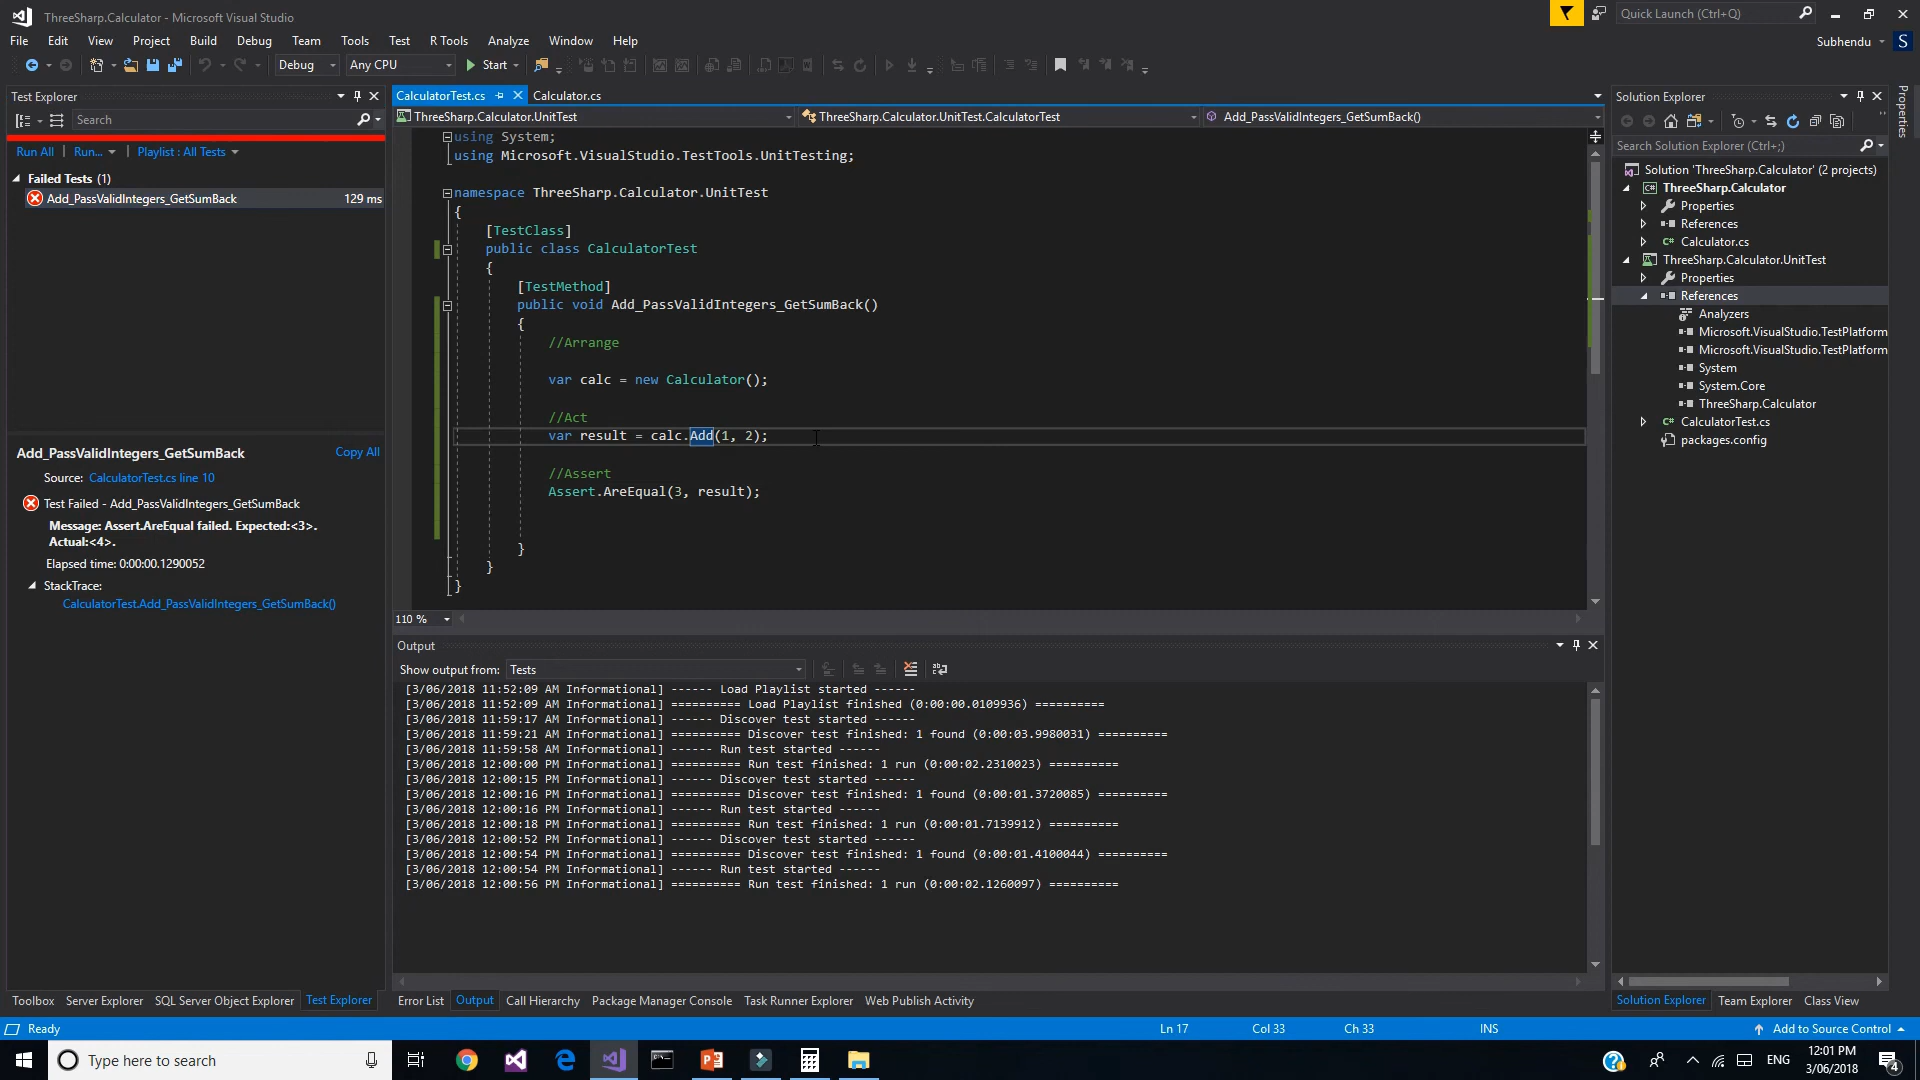 ThreeSharp.Calculator - Microsoft Visual Studio
Quick Launch (Ctrl+Q)
File Edit View Project Build Debug Team Tools Test R Tools Analyze Window Help
Subhendu S
Debug Any CPU Start
Test Explorer
Search
Run All Run... Playlist : All Tests
Failed Tests (1)
Add_PassValidIntegers_GetSumBack 129 ms
Add_PassValidIntegers_GetSumBack Copy All
Source: CalculatorTest.cs line 10
Test Failed - Add_PassValidIntegers_GetSumBack
Message: Assert.AreEqual failed. Expected:<3>.
Actual:<4>.
Elapsed time: 0:00:00.1290052
StackTrace:
CalculatorTest.Add_PassValidIntegers_GetSumBack()
CalculatorTest.cs Calculator.cs
ThreeSharp.Calculator.UnitTest ThreeSharp.Calculator.UnitTest.CalculatorTest Add_PassValidIntegers_GetSumBack()
using System;
using Microsoft.VisualStudio.TestTools.UnitTesting;
namespace ThreeSharp.Calculator.UnitTest
{
[TestClass]
public class CalculatorTest
{
[TestMethod]
public void Add_PassValidIntegers_GetSumBack()
{
//Arrange
var calc = new Calculator();
//Act
var result = calc.Add(1, 2);
//Assert
Assert.AreEqual(3, result);
}
}
}
110 %
Output
Show output from: Tests
[3/06/2018 11:52:09 AM Informational] ------ Load Playlist started ------
[3/06/2018 11:52:09 AM Informational] ========== Load Playlist finished (0:00:00.0109936) ==========
[3/06/2018 11:59:17 AM Informational] ------ Discover test started ------
[3/06/2018 11:59:21 AM Informational] ========== Discover test finished: 1 found (0:00:03.9980031) ==========
[3/06/2018 11:59:58 AM Informational] ------ Run test started ------
[3/06/2018 12:00:00 PM Informational] ========== Run test finished: 1 run (0:00:02.2310023) ==========
[3/06/2018 12:00:15 PM Informational] ------ Discover test started ------
[3/06/2018 12:00:16 PM Informational] ========== Discover test finished: 1 found (0:00:01.3720085) ==========
[3/06/2018 12:00:16 PM Informational] ------ Run test started ------
[3/06/2018 12:00:18 PM Informational] ========== Run test finished: 1 run (0:00:01.7139912) ==========
[3/06/2018 12:00:52 PM Informational] ------ Discover test started ------
[3/06/2018 12:00:54 PM Informational] ========== Discover test finished: 1 found (0:00:01.4100044) ==========
[3/06/2018 12:00:54 PM Informational] ------ Run test started ------
[3/06/2018 12:00:56 PM Informational] ========== Run test finished: 1 run (0:00:02.1260097) ==========
Solution Explorer
Search Solution Explorer (Ctrl+;)
Solution 'ThreeSharp.Calculator' (2 projects)
ThreeSharp.Calculator
Properties
References
Calculator.cs
ThreeSharp.Calculator.UnitTest
Properties
References
Analyzers
Microsoft.VisualStudio.TestPlatform
Microsoft.VisualStudio.TestPlatform
System
System.Core
ThreeSharp.Calculator
CalculatorTest.cs
packages.config
Properties
Toolbox Server Explorer SQL Server Object Explorer Test Explorer
Error List Output Call Hierarchy Package Manager Console Task Runner Explorer Web Publish Activity
Solution Explorer Team Explorer Class View
Ready Ln 17 Col 33 Ch 33 INS Add to Source Control
Type here to search
ENG
12:01 PM
3/06/2018
4